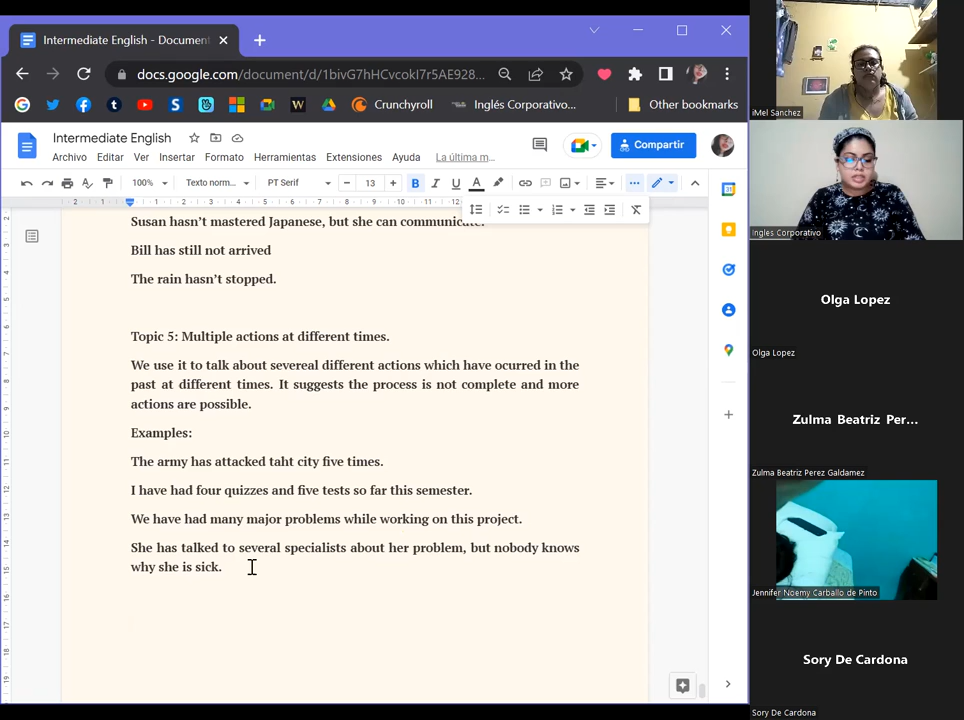 Intermediate English - Document
docs.google.com/document/d/1bivG7hHCvcokI7r5AE928...
Crunchyroll
Inglés Corporativo...
Other bookmarks
Intermediate English
Archivo Editar Ver Insertar Formato Herramientas Extensiones Ayuda La última m...
Compartir
100% Texto norm... PT Serif 13
Susan hasn't mastered Japanese, but she can communicate.
Bill has still not arrived
The rain hasn't stopped.
Topic 5: Multiple actions at different times.
We use it to talk about severeal different actions which have ocurred in the
past at different times. It suggests the process is not complete and more
actions are possible.
Examples:
The army has attacked taht city five times.
I have had four quizzes and five tests so far this semester.
We have had many major problems while working on this project.
She has talked to several specialists about her problem, but nobody knows
why she is sick.
iMel Sanchez
Ingles Corporativo
Olga Lopez
Olga Lopez
Zulma Beatriz Per...
Zulma Beatriz Perez Galdamez
Jennifer Noemy Carballo de Pinto
Sory De Cardona
Sory De Cardona